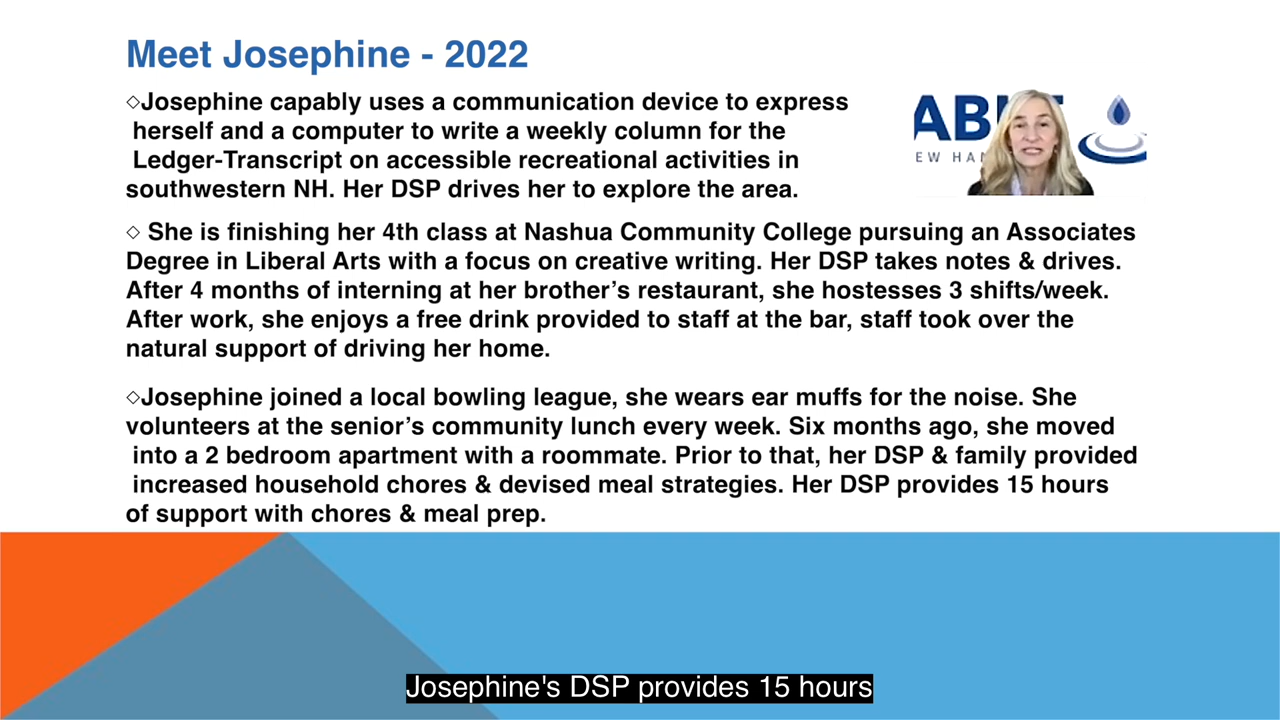 Meet Josephine - 2022
◇Josephine capably uses a communication device to express
herself and a computer to write a weekly column for the
Ledger-Transcript on accessible recreational activities in
southwestern NH. Her DSP drives her to explore the area.
◇ She is finishing her 4th class at Nashua Community College pursuing an Associates
Degree in Liberal Arts with a focus on creative writing. Her DSP takes notes & drives.
After 4 months of interning at her brother’s restaurant, she hostesses 3 shifts/week.
After work, she enjoys a free drink provided to staff at the bar, staff took over the
natural support of driving her home.
◇Josephine joined a local bowling league, she wears ear muffs for the noise. She
volunteers at the senior’s community lunch every week. Six months ago, she moved
into a 2 bedroom apartment with a roommate. Prior to that, her DSP & family provided
increased household chores & devised meal strategies. Her DSP provides 15 hours
of support with chores & meal prep.
Josephine's DSP provides 15 hours